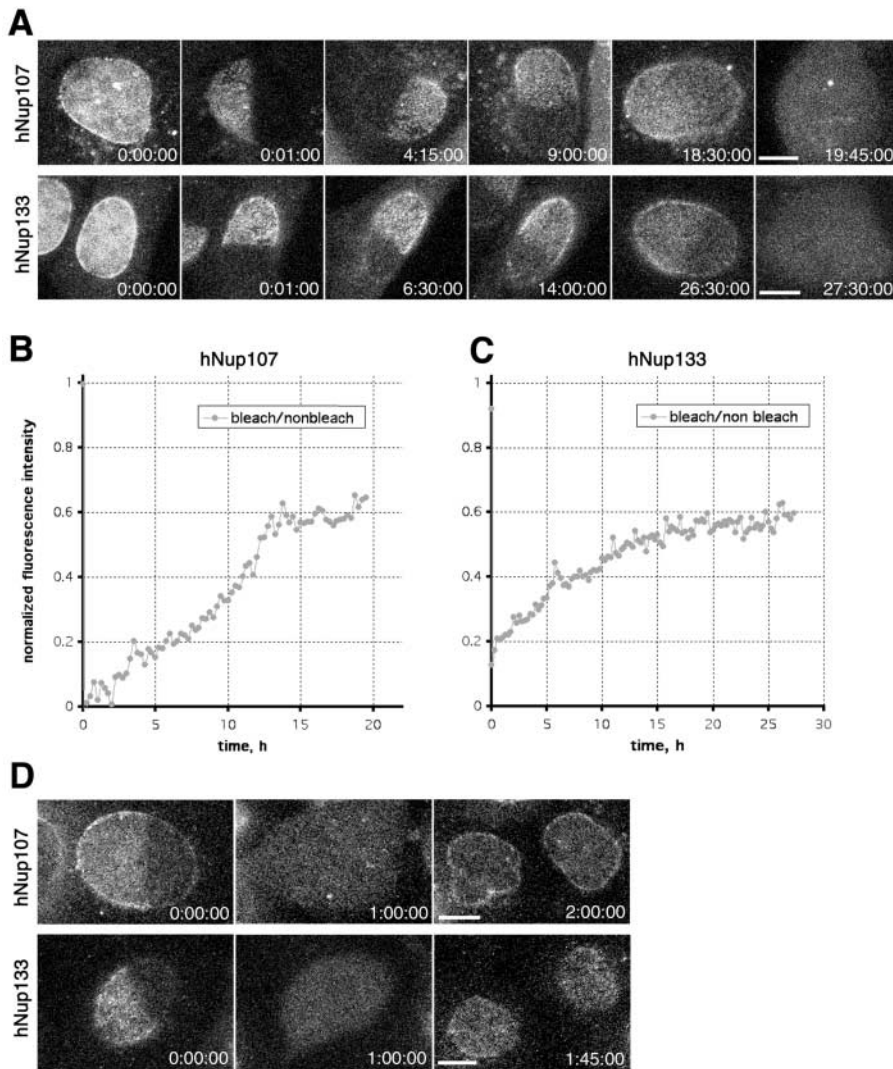 A
hNup107
0:00:00
0:01:00
4:15:00
9:00:00
18:30:00
19:45:00
hNup133
0:00:00
0:01:00
6:30:00
14:00:00
26:30:00
27:30:00
B
hNup107
normalized fluorescence intensity
1
0.8
0.6
0.4
0.2
0
bleach/nonbleach
0
5
10
15
20
time, h
C
hNup133
1
0.8
0.6
0.4
0.2
0
bleach/non bleach
0
5
10
15
20
25
30
time, h
D
hNup107
0:00:00
1:00:00
2:00:00
hNup133
0:00:00
1:00:00
1:45:00